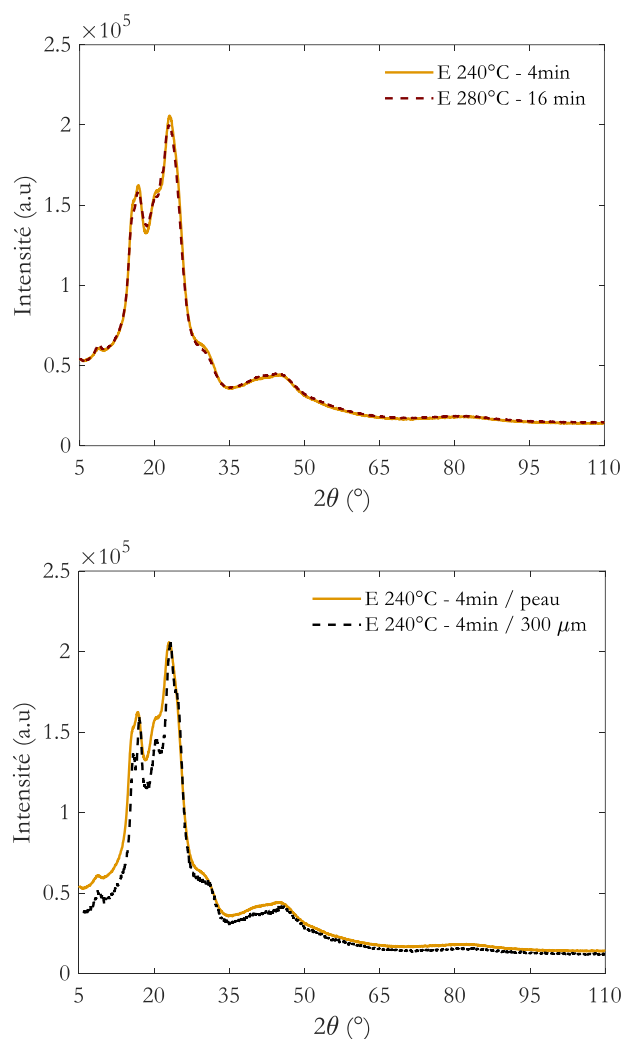 ×10⁵
2.5
E 240°C - 4min
E 280°C - 16 min
2
1.5
1
0.5
0
Intensité (a.u)
5 20 35 50 65 80 95 110
2θ (°)
×10⁵
2.5
E 240°C - 4min / peau
E 240°C - 4min / 300 μm
2
1.5
1
0.5
0
Intensité (a.u)
5 20 35 50 65 80 95 110
2θ (°)